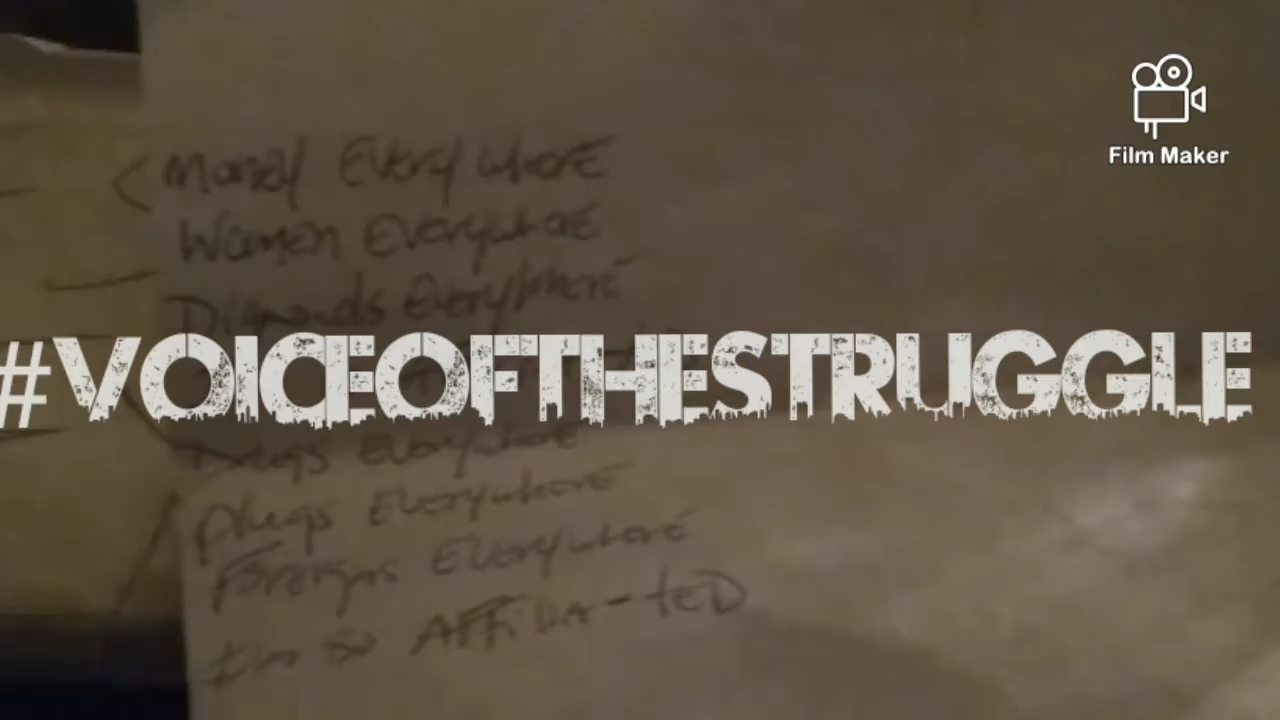 Film Maker
Money Everywhere
Women Everywhere
Diamonds Everywhere
#VOICEOFTHESTRUGGLE
Drugs Everywhere
Plugs Everywhere
Foreigns Everywhere
I'm so AFFilia-teD